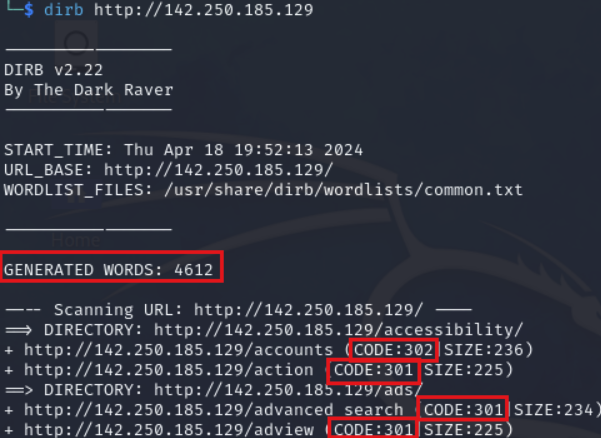 └─$ dirb http://142.250.185.129
DIRB v2.22
By The Dark Raver
START_TIME: Thu Apr 18 19:52:13 2024
URL_BASE: http://142.250.185.129/
WORDLIST_FILES: /usr/share/dirb/wordlists/common.txt
GENERATED WORDS: 4612
---- Scanning URL: http://142.250.185.129/ ----
==> DIRECTORY: http://142.250.185.129/accessibility/
+ http://142.250.185.129/accounts (CODE:302|SIZE:236)
+ http://142.250.185.129/action (CODE:301|SIZE:225)
==> DIRECTORY: http://142.250.185.129/ads/
+ http://142.250.185.129/advanced_search (CODE:301|SIZE:234)
+ http://142.250.185.129/adview (CODE:301|SIZE:225)